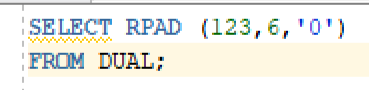 SELECT RPAD (123,6,'0')
FROM DUAL;